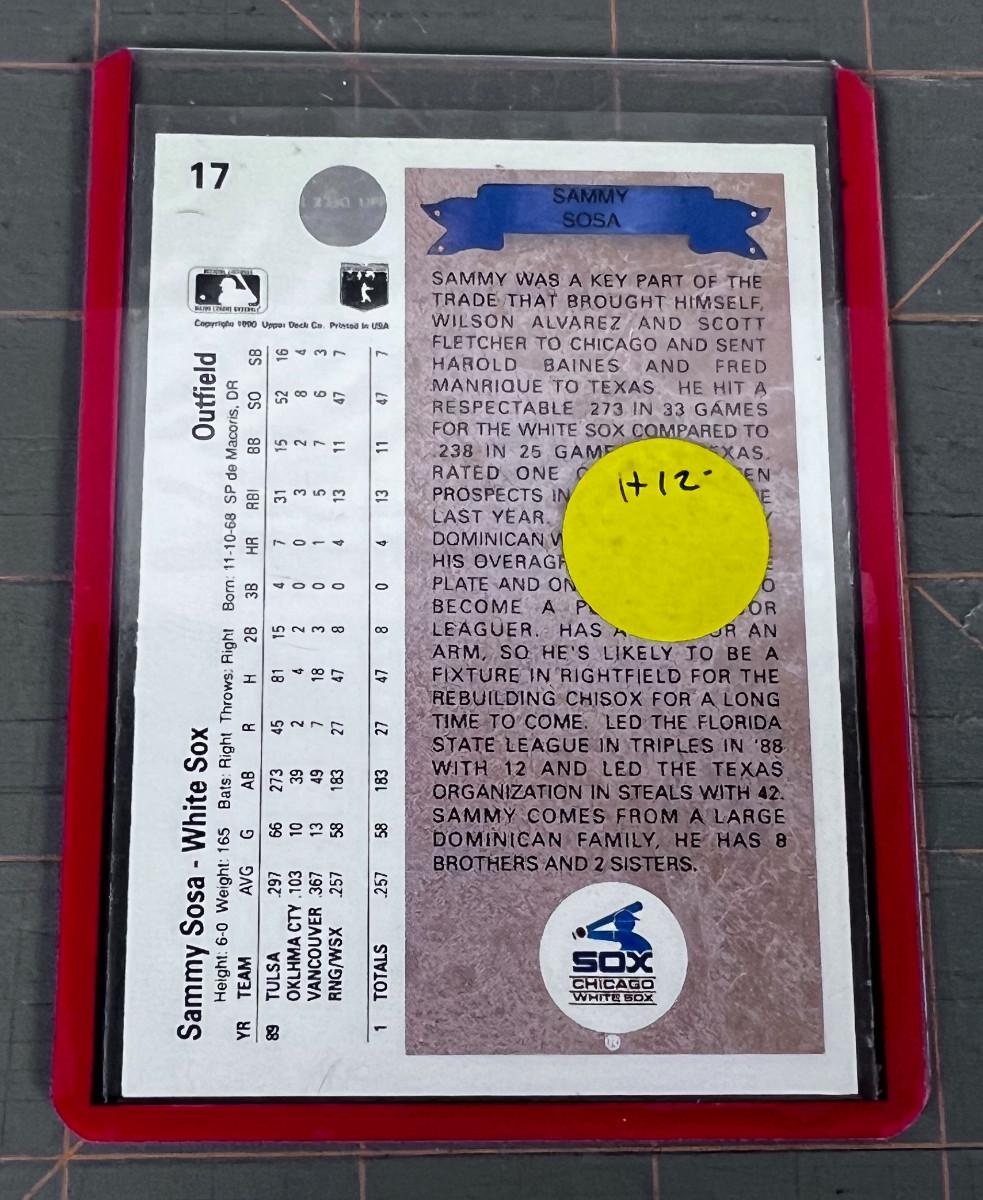 17
Copyright 1990 Upper Deck Co. Printed in USA
Sammy Sosa - White Sox Outfield
Height: 6-0 Weight: 165 Bats: Right Throws: Right Born: 11-10-68 SP de Macoris, DR
YR TEAM AVG G AB R H 2B 3B HR RBI BB SO SB
89 TULSA .297 66 273 45 81 15 4 7 31 15 52 16
OKLHMA CTY .103 10 39 2 4 2 0 0 3 2 8 4
VANCOUVER .367 13 49 7 18 3 0 1 5 7 6 3
RNG/WSX .257 58 183 27 47 8 0 4 13 11 47 7
1 TOTALS .257 58 183 27 47 8 0 4 13 11 47 7
SAMMY
SOSA
SAMMY WAS A KEY PART OF THE
TRADE THAT BROUGHT HIMSELF,
WILSON ALVAREZ AND SCOTT
FLETCHER TO CHICAGO AND SENT
HAROLD BAINES AND FRED
MANRIQUE TO TEXAS. HE HIT A
RESPECTABLE .273 IN 33 GAMES
FOR THE WHITE SOX COMPARED TO
.238 IN 25 GAME XAS.
RATED ONE EN
PROSPECTS IN E
LAST YEAR.
DOMINICAN W
HIS OVERAGR
PLATE AND ON O
BECOME A P OR
LEAGUER. HAS A OR AN
ARM, SO HE'S LIKELY TO BE A
FIXTURE IN RIGHTFIELD FOR THE
REBUILDING CHISOX FOR A LONG
TIME TO COME. LED THE FLORIDA
STATE LEAGUE IN TRIPLES IN '88
WITH 12 AND LED THE TEXAS
ORGANIZATION IN STEALS WITH 42.
SAMMY COMES FROM A LARGE
DOMINICAN FAMILY, HE HAS 8
BROTHERS AND 2 SISTERS.
H12-
SOX
CHICAGO
WHITE SOX